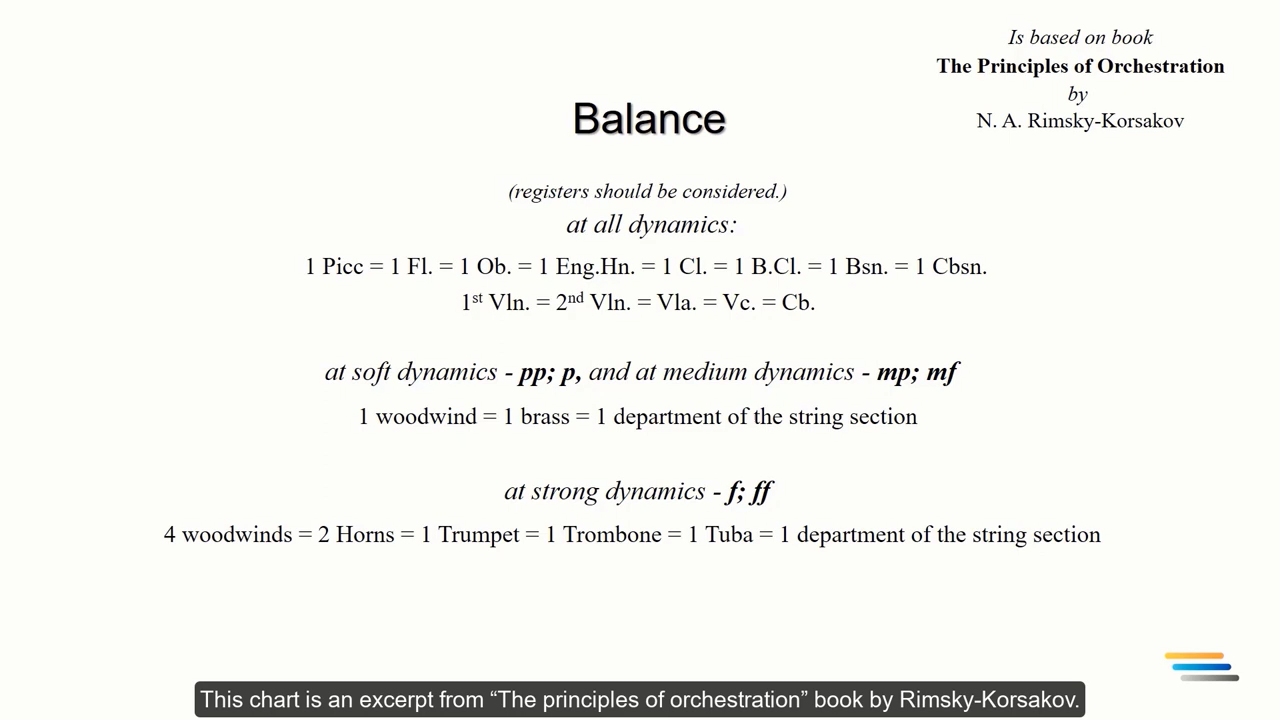 Is based on book
The Principles of Orchestration
by
N. A. Rimsky-Korsakov
Balance
(registers should be considered.)
at all dynamics:
1 Picc = 1 Fl. = 1 Ob. = 1 Eng.Hn. = 1 Cl. = 1 B.Cl. = 1 Bsn. = 1 Cbsn.
1st Vln. = 2nd Vln. = Vla. = Vc. = Cb.
at soft dynamics - pp; p, and at medium dynamics - mp; mf
1 woodwind = 1 brass = 1 department of the string section
at strong dynamics - f; ff
4 woodwinds = 2 Horns = 1 Trumpet = 1 Trombone = 1 Tuba = 1 department of the string section
This chart is an excerpt from “The principles of orchestration” book by Rimsky-Korsakov.